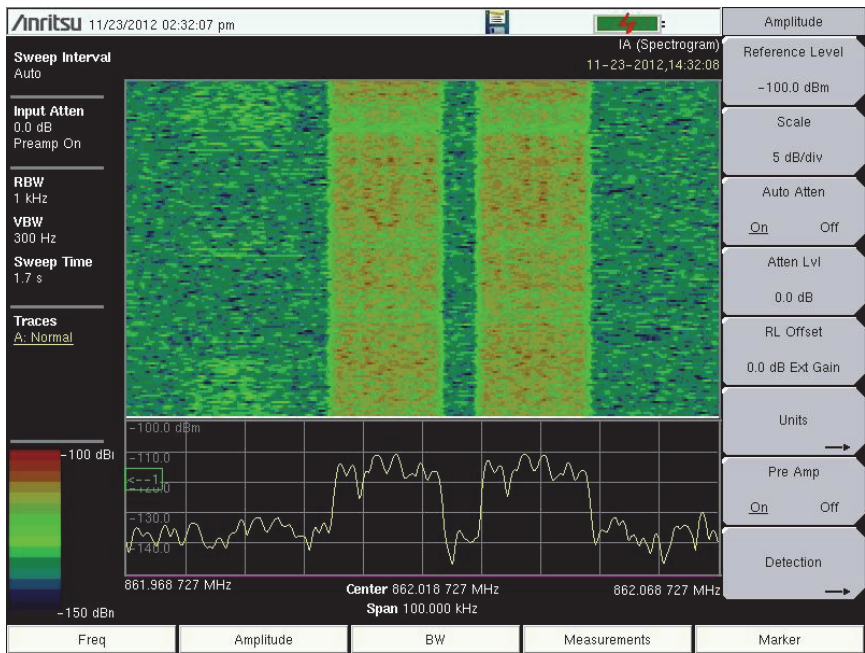 Anritsu 11/23/2012 02:32:07 pm
IA (Spectrogram)
11-23-2012,14:32:08
Sweep Interval
Auto
Input Atten
0.0 dB
Preamp On
RBW
1 kHz
VBW
300 Hz
Sweep Time
1.7 s
Traces
A: Normal
-100 dBm
-150 dBm
-100.0 dBm
-110.0
<--1
-120.0
-130.0
-140.0
861.968 727 MHz
Center 862.018 727 MHz
862.068 727 MHz
Span 100.000 kHz
Amplitude
Reference Level
-100.0 dBm
Scale
5 dB/div
Auto Atten
On Off
Atten Lvl
0.0 dB
RL Offset
0.0 dB Ext Gain
Units
Pre Amp
On Off
Detection
Freq Amplitude BW Measurements Marker